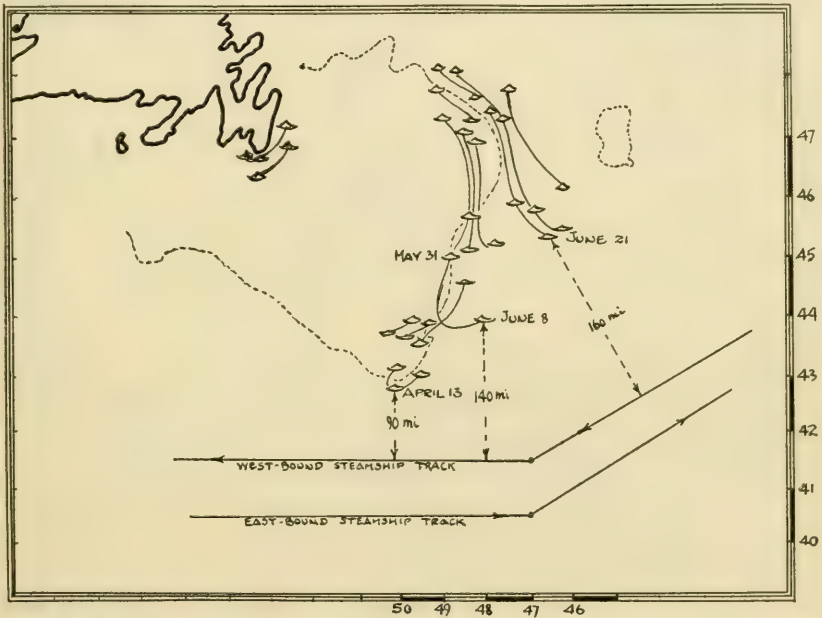 8
47
46
JUNE 21
MAY 31
45
JUNE 8
44
160 mi
43
APRIL 13
140 mi
90 mi
42
WEST-BOUND STEAMSHIP TRACK
41
EAST-BOUND STEAMSHIP TRACK
40
50 49 48 47 46